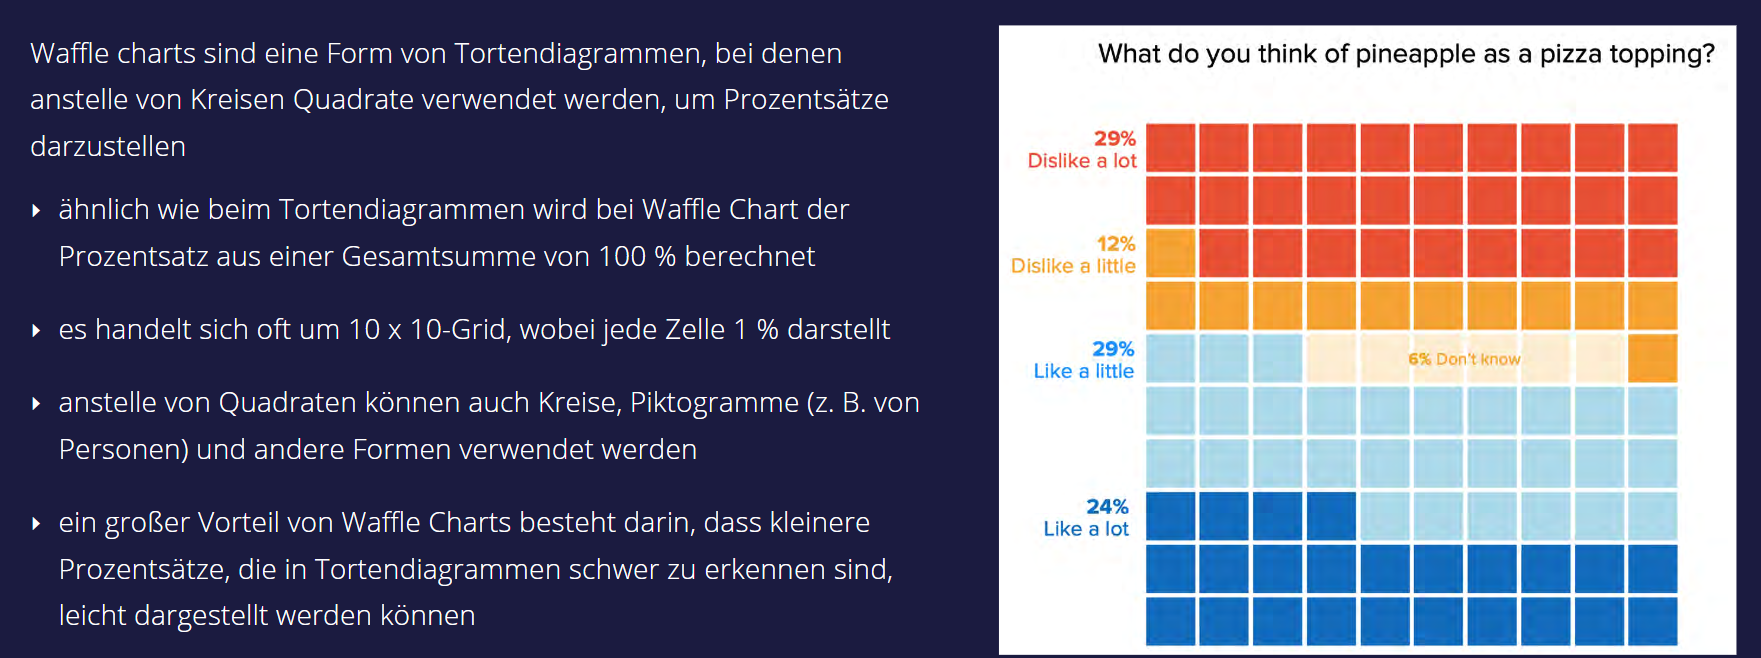 Waffle charts sind eine Form von Tortendiagrammen, bei denen
anstelle von Kreisen Quadrate verwendet werden, um Prozentsätze
darzustellen
ähnlich wie beim Tortendiagrammen wird bei Waffle Chart der
Prozentsatz aus einer Gesamtsumme von 100 % berechnet
es handelt sich oft um 10 x 10-Grid, wobei jede Zelle 1 % darstellt
anstelle von Quadraten können auch Kreise, Piktogramme (z. B. von
Personen) und andere Formen verwendet werden
ein großer Vorteil von Waffle Charts besteht darin, dass kleinere
Prozentsätze, die in Tortendiagrammen schwer zu erkennen sind,
leicht dargestellt werden können
What do you think of pineapple as a pizza topping?
29%
Dislike a lot
12%
Dislike a little
29%
Like a little
6% Don't know
24%
Like a lot